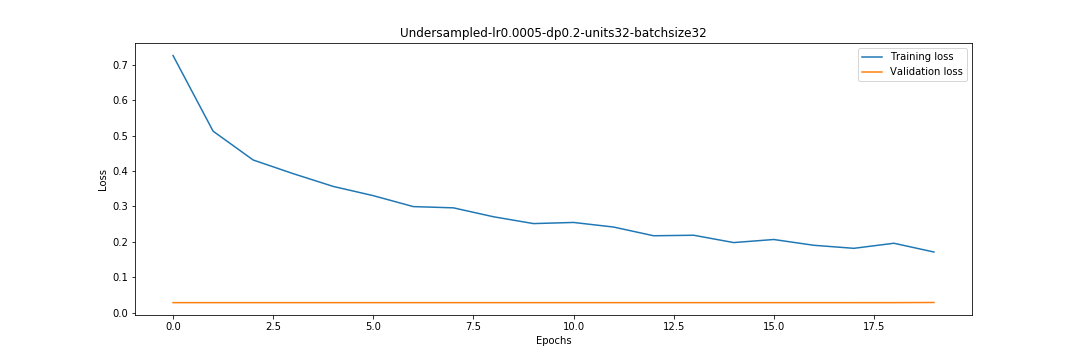 Undersampled-lr0.0005-dp0.2-units32-batchsize32
Training loss
Validation loss
Loss
0.7
0.6
0.5
0.4
0.3
0.2
0.1
0.0
0.0 2.5 5.0 7.5 10.0 12.5 15.0 17.5
Epochs